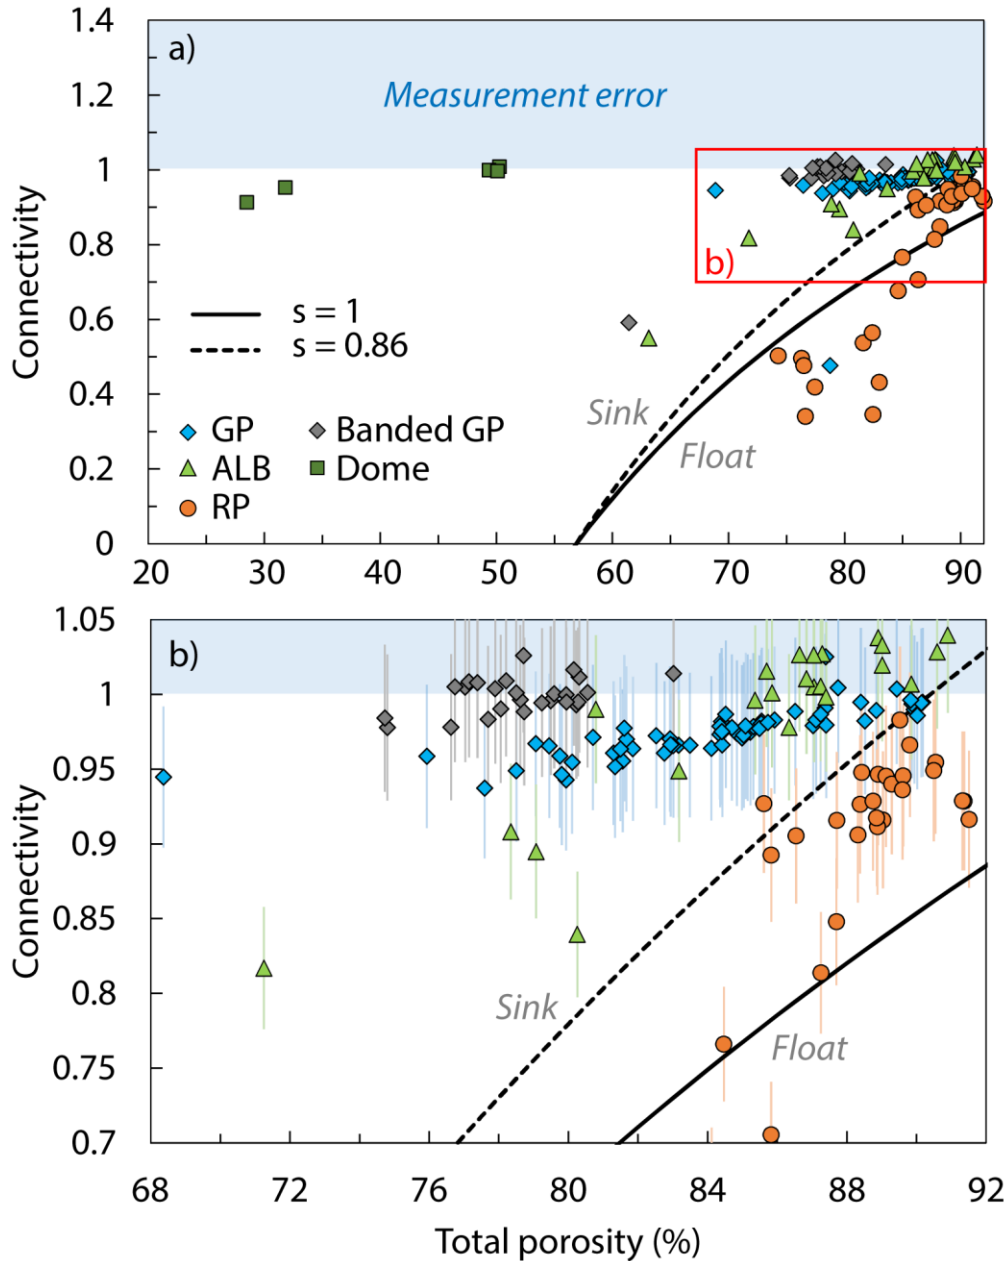 1.4
a)
1.2
Measurement error
1
0.8
b)
0.6
s = 1
s = 0.86
0.4
Sink
Float
GP
Banded GP
ALB
Dome
RP
0.2
0
20 30 40 50 60 70 80 90
Connectivity
1.05
b)
1
0.95
0.9
0.85
0.8
Sink
Float
0.75
0.7
68 72 76 80 84 88 92
Connectivity
Total porosity (%)